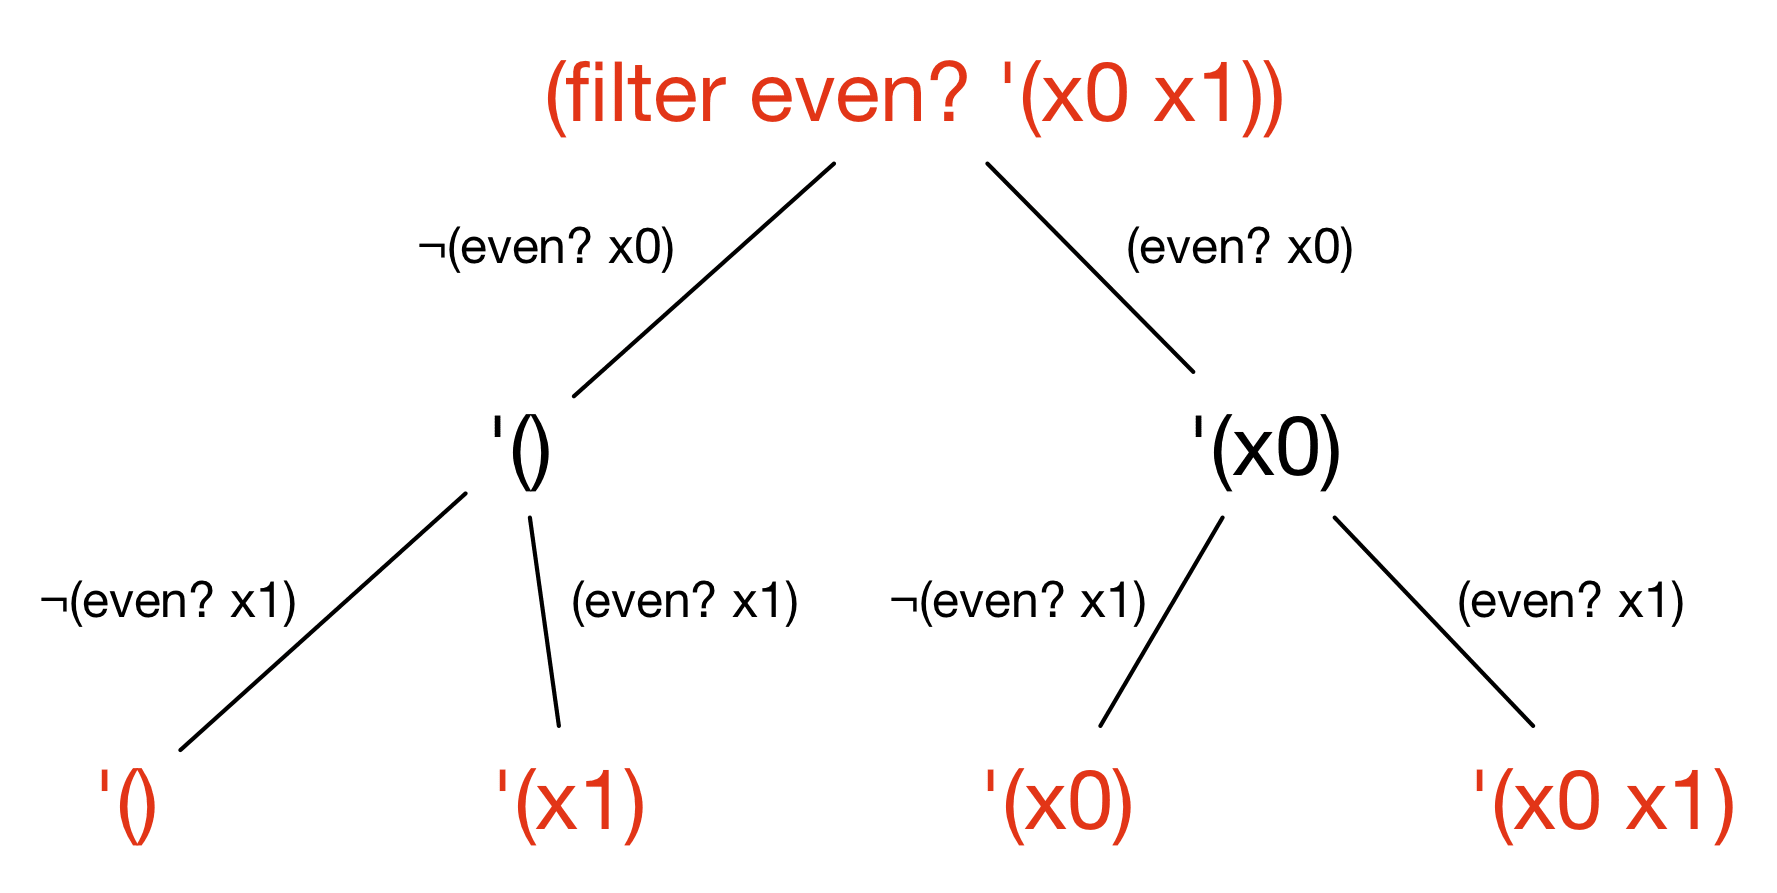 (filter even? '(x0 x1))
¬(even? x0) (even? x0)
'() '(x0)
¬(even? x1) (even? x1) ¬(even? x1) (even? x1)
'() '(x1) '(x0) '(x0 x1)